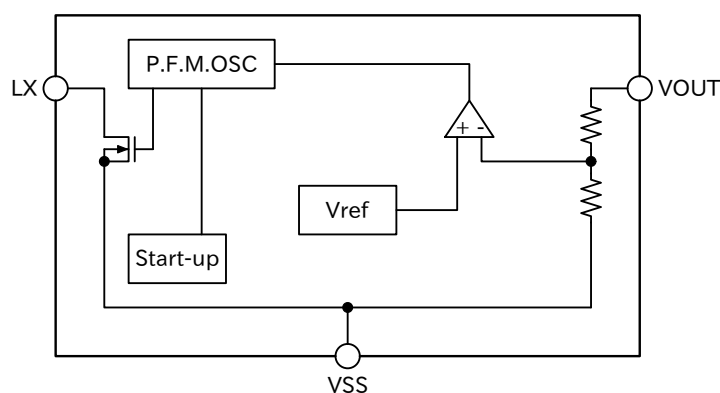 P.F.M.OSC
LX
VOUT
+ -
Vref
Start-up
VSS